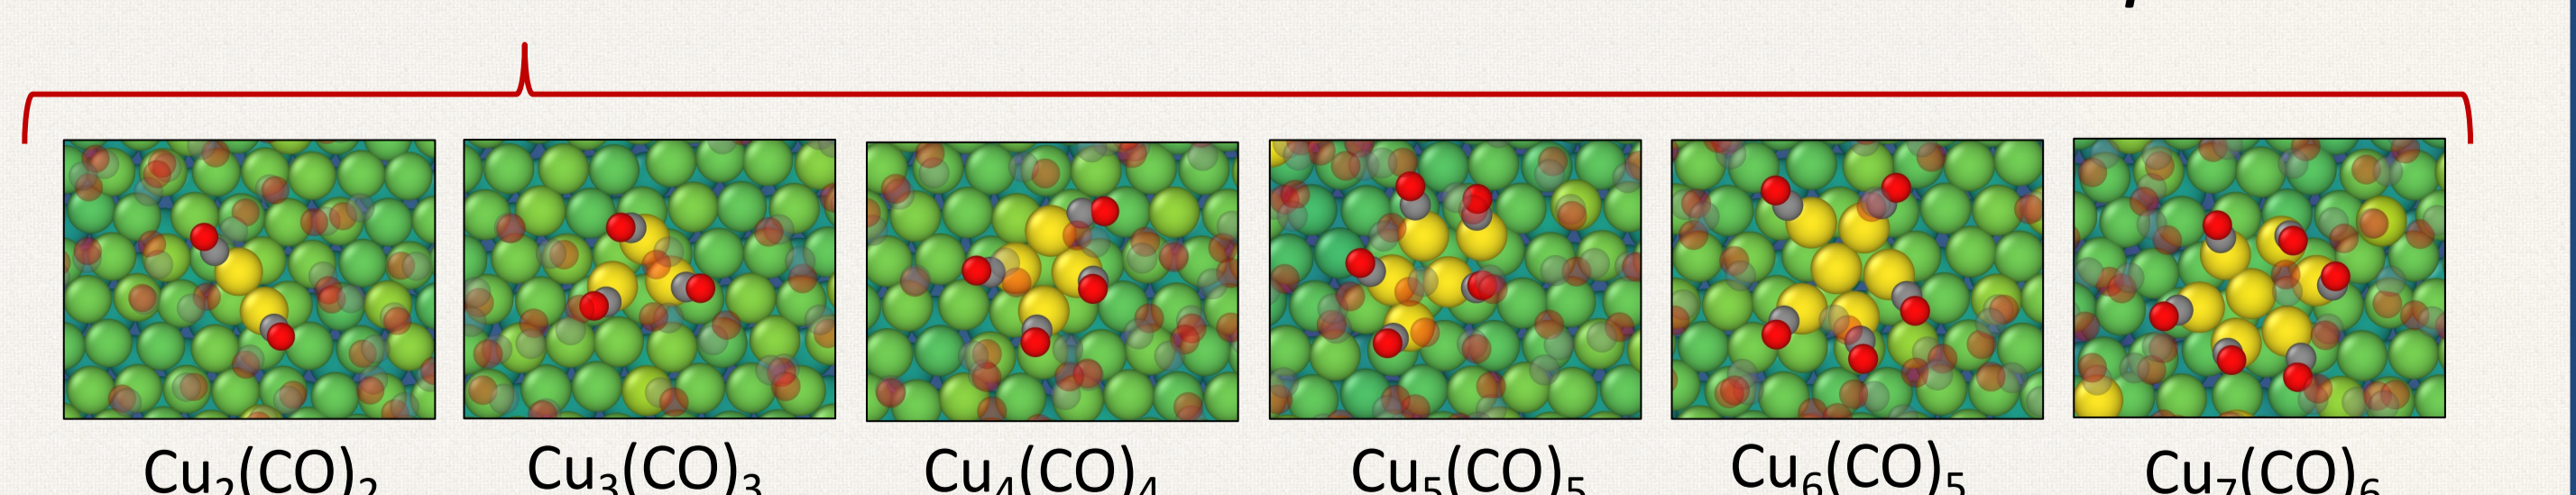 Cu₂(CO)₂ Cu₃(CO)₃ Cu₄(CO)₄ Cu₅(CO)₅ Cu₆(CO)₅ Cu₇(CO)₆